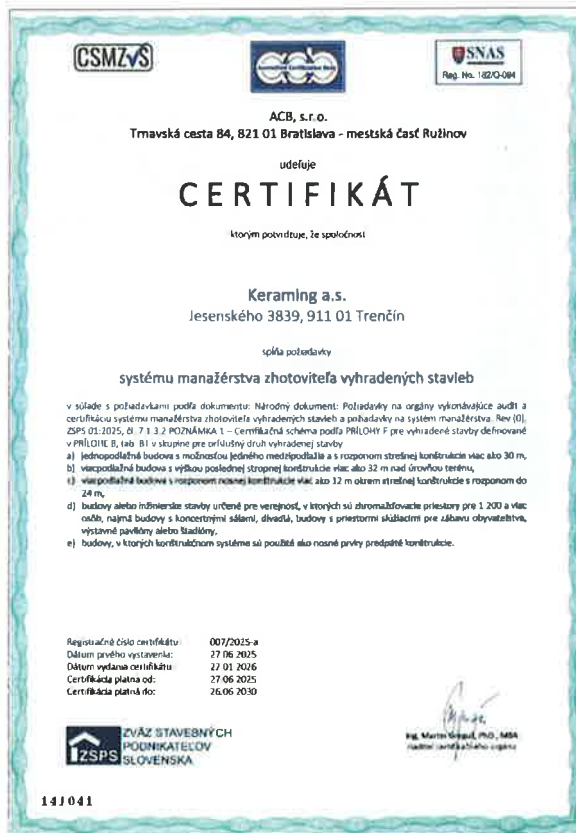 CSMZVS
SNAS
Reg. No. 182/Q-084
ACB, s.r.o.
Trnavská cesta 84, 821 01 Bratislava - mestská časť Ružinov
udeľuje
CERTIFIKÁT
ktorým potvrdzuje, že spoločnosť
Keraming a.s.
Jesenského 3839, 911 01 Trenčín
spĺňa požiadavky
systému manažérstva zhotoviteľa vyhradených stavieb
v súlade s požiadavkami podľa dokumentu: Národný dokument: Požiadavky na orgány vykonávajúce audit a
certifikáciu systému manažérstva zhotoviteľa vyhradených stavieb a požiadavky na systém manažérstva. Rev (0),
ZSPS 01:2025, čl. 7.1.3.2 POZNÁMKA 1 – Certifikačná schéma podľa PRÍLOHY F pre vyhradené stavby definované
v PRÍLOHE B, tab. B1 v skupine pre príslušný druh vyhradenej stavby
a) jednopodlažná budova s možnosťou jedného medzipodlažia a s rozponom strešnej konštrukcie viac ako 30 m,
b) viacpodlažná budova s výškou poslednej stropnej konštrukcie viac ako 32 m nad úrovňou terénu,
c) viacpodlažná budova s rozponom nosnej konštrukcie viac ako 12 m okrem strešnej konštrukcie s rozponom do
24 m,
d) budovy alebo inžinierske stavby určené pre verejnosť, v ktorých sú zhromažďovacie priestory pre 1 200 a viac
osôb, najmä budovy s koncertnými sálami, divadlá, budovy s priestormi slúžiacimi pre zábavu obyvateľstva,
výstavné pavilóny alebo štadióny,
e) budovy, v ktorých konštrukčnom systéme sú použité ako nosné prvky predpäté konštrukcie.
Registračné číslo certifikátu: 007/2025-a
Dátum prvého vystavenia: 27 06 2025
Dátum vydania certifikátu: 27 01 2026
Certifikácia platná od: 27 06 2025
Certifikácia platná do: 26.06 2030
Ing. Martin PhD., MBA
riaditeľ certifikačného orgánu
ZSPS
ZVÄZ STAVEBNÝCH
PODNIKATEĽOV
SLOVENSKA
14J041